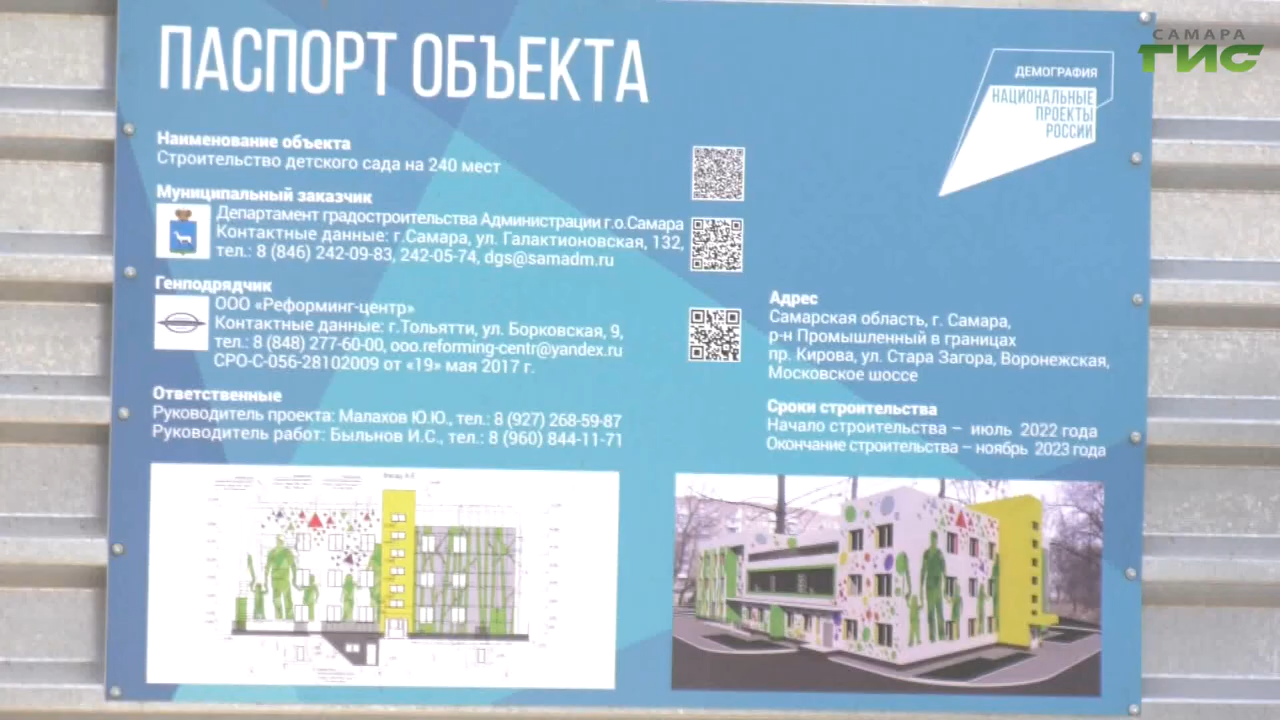 ПАСПОРТ ОБЪЕКТА
САМАРА
ГИС
ДЕМОГРАФИЯ
НАЦИОНАЛЬНЫЕ
ПРОЕКТЫ
РОССИИ
Наименование объекта
Строительство детского сада на 240 мест
Муниципальный заказчик
Департамент градостроительства Администрации г.о.Самара
Контактные данные: г.Самара, ул. Галактионовская, 132,
тел.: 8 (846) 242-09-83, 242-05-74, dgs@samadm.ru
Генподрядчик
ООО «Реформинг-центр»
Контактные данные: г.Тольятти, ул. Борковская, 9,
тел.: 8 (848) 277-60-00, ooo.reforming-centr@yandex.ru
СРО-С-056-28102009 от «19» мая 2017 г.
Ответственные
Руководитель проекта: Малахов Ю.Ю., тел.: 8 (927) 268-59-87
Руководитель работ: Быльнов И.С., тел.: 8 (960) 844-11-71
Адрес
Самарская область, г. Самара,
р-н Промышленный в границах
пр. Кирова, ул. Стара Загора, Воронежская,
Московское шоссе
Сроки строительства
Начало строительства – июль 2022 года
Окончание строительства – ноябрь 2023 года